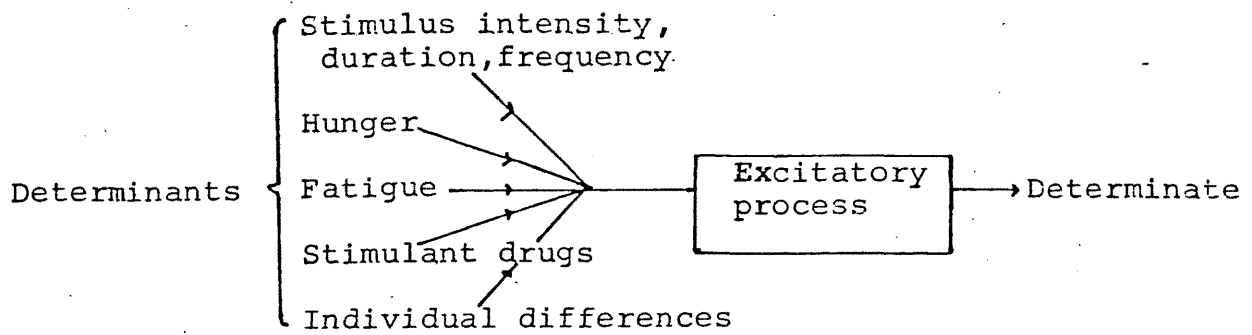 Stimulus intensity,
duration,frequency
Hunger
Determinants
Fatigue
Excitatory
process
Determinate
Stimulant drugs
Individual differences